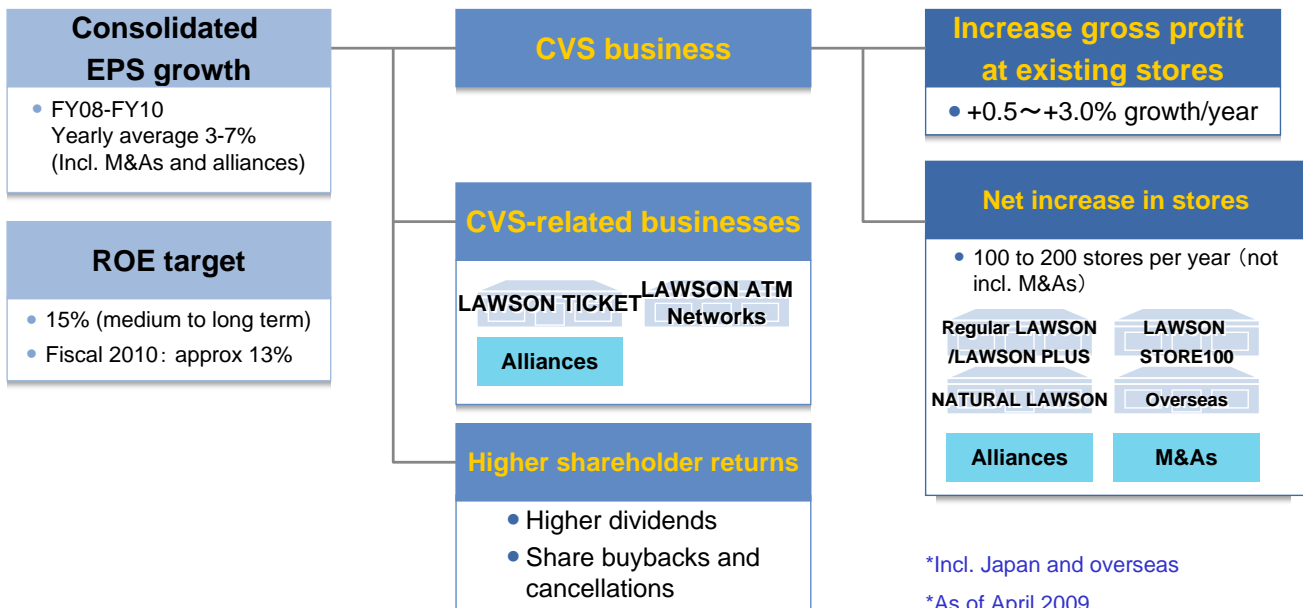 Consolidated
EPS growth
• FY08-FY10
Yearly average 3-7%
(Incl. M&As and alliances)
ROE target
• 15% (medium to long term)
• Fiscal 2010: approx 13%
CVS business
CVS-related businesses
LAWSON TICKET
LAWSON ATM
Networks
Alliances
Higher shareholder returns
• Higher dividends
• Share buybacks and
cancellations
Increase gross profit
at existing stores
• +0.5～+3.0% growth/year
Net increase in stores
• 100 to 200 stores per year（not
incl. M&As）
Regular LAWSON
/LAWSON PLUS
LAWSON
STORE100
NATURAL LAWSON
Overseas
Alliances
M&As
*Incl. Japan and overseas
*As of April 2009